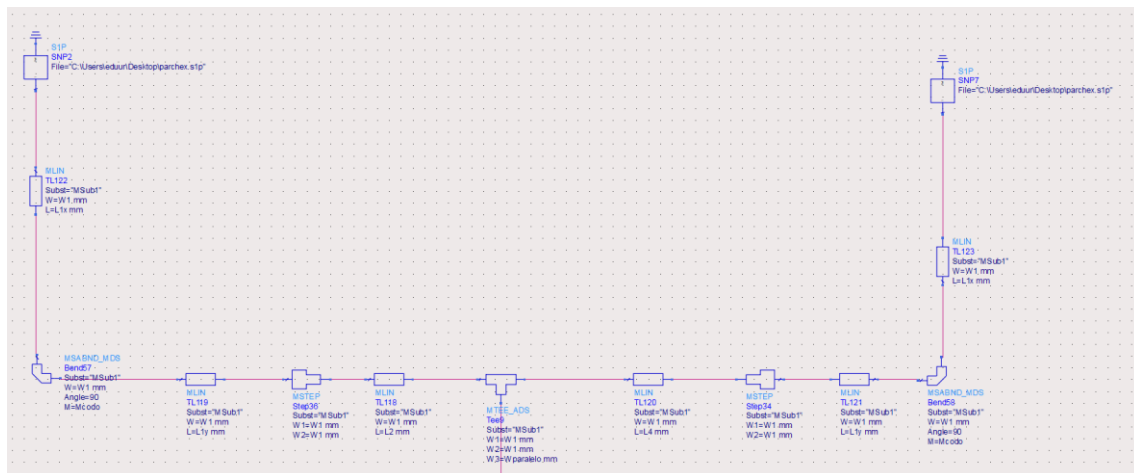 S1P
SNP2
File="C:\Users\eduur\Desktop\parchex.s1p"
S1P
SNP7
File="C:\Users\eduur\Desktop\parchex.s1p"
MLIN
TL122
Subst="MSub1"
W=W1 mm
L=L1x mm
MLIN
TL123
Subst="MSub1"
W=W1 mm
L=L1x mm
MSABND_MDS
Bend57
Subst="MSub1"
W=W1 mm
Angle=90
M=Mcodo
MLIN
TL119
Subst="MSub1"
W=W1 mm
L=L1y mm
MSTEP
Step36
Subst="MSub1"
W1=W1 mm
W2=W1 mm
MLIN
TL118
Subst="MSub1"
W=W1 mm
L=L2 mm
MTEE_ADS
Tee9
Subst="MSub1"
W1=W1 mm
W2=W1 mm
W3=Wparalelo mm
MLIN
TL120
Subst="MSub1"
W=W1 mm
L=L4 mm
MSTEP
Step34
Subst="MSub1"
W1=W1 mm
W2=W1 mm
MLIN
TL121
Subst="MSub1"
W=W1 mm
L=L1y mm
MSABND_MDS
Bend58
Subst="MSub1"
W=W1 mm
Angle=90
M=Mcodo